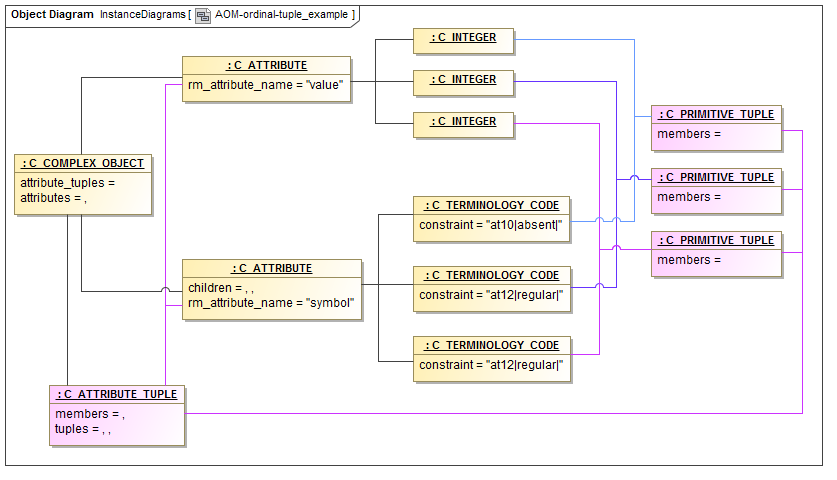 Object Diagram InstanceDiagrams [ AOM-ordinal-tuple_example ]
: C_ATTRIBUTE
rm_attribute_name = "value"
: C_INTEGER
: C_INTEGER
: C_INTEGER
: C_PRIMITIVE_TUPLE
members =
: C_COMPLEX_OBJECT
attribute_tuples =
attributes = ,
: C_PRIMITIVE_TUPLE
members =
: C_TERMINOLOGY_CODE
constraint = "at10|absent|"
: C_PRIMITIVE_TUPLE
members =
: C_ATTRIBUTE
children = , ,
rm_attribute_name = "symbol"
: C_TERMINOLOGY_CODE
constraint = "at12|regular|"
: C_TERMINOLOGY_CODE
constraint = "at12|regular|"
: C_ATTRIBUTE_TUPLE
members = ,
tuples = , ,